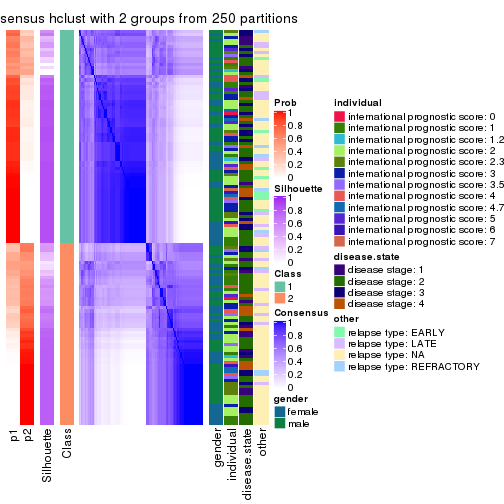 sensus hclust with 2 groups from 250 partitions
Prob
1
0.8
0.6
0.4
0.2
0
Silhouette
1
0.8
0.6
0.4
0.2
0
Class
1
2
Consensus
1
0.8
0.6
0.4
0.2
0
gender
female
male
individual
international prognostic score: 0
international prognostic score: 1
international prognostic score: 1.2
international prognostic score: 2
international prognostic score: 2.3
international prognostic score: 3
international prognostic score: 3.5
international prognostic score: 4
international prognostic score: 4.7
international prognostic score: 5
international prognostic score: 6
international prognostic score: 7
disease.state
disease stage: 1
disease stage: 2
disease stage: 3
disease stage: 4
other
relapse type: EARLY
relapse type: LATE
relapse type: NA
relapse type: REFRACTORY
p1
p2
Silhouette
Class
gender
individual
disease.state
other